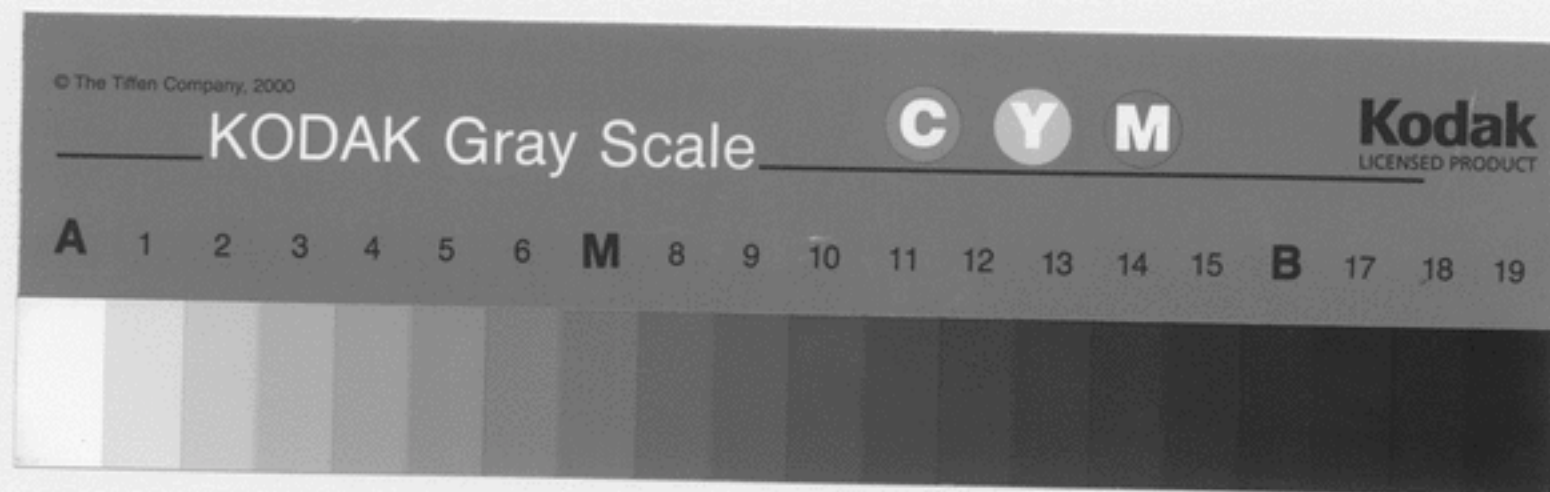 © The Tiffen Company, 2000
KODAK Gray Scale
C Y M
Kodak
LICENSED PRODUCT
A 1 2 3 4 5 6 M 8 9 10 11 12 13 14 15 B 17 18 19